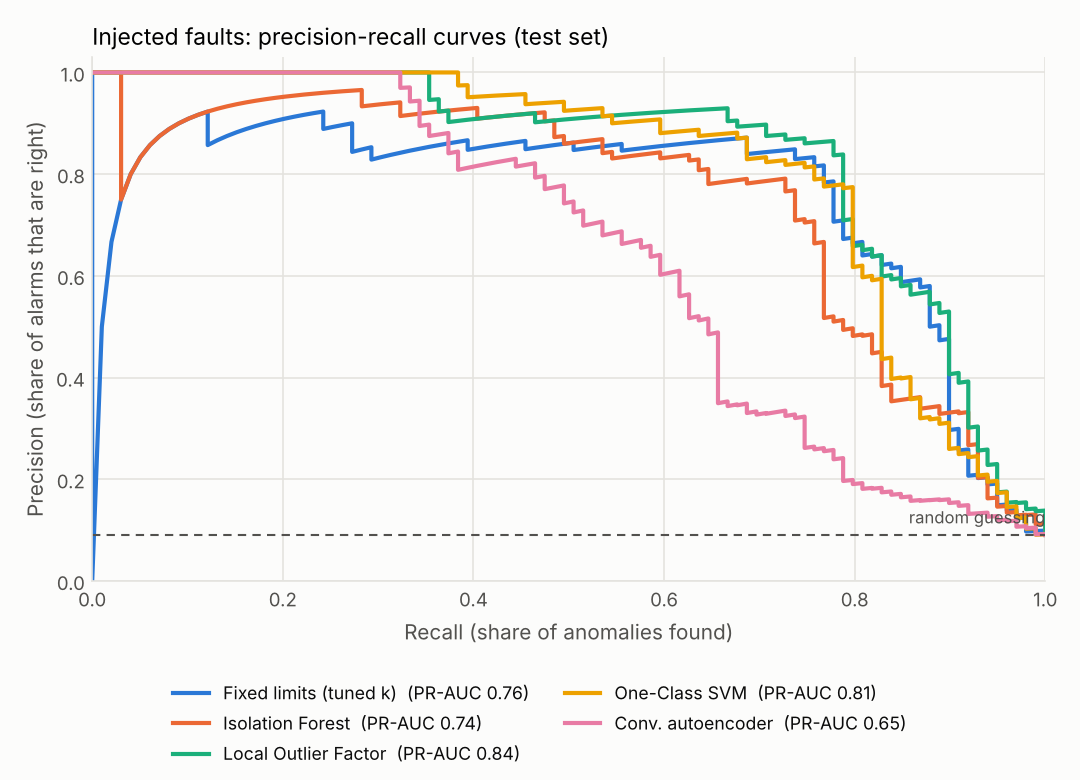 Injected faults: precision-recall curves (test set)
Precision (share of alarms that are right)
1.0
0.8
0.6
0.4
0.2
0.0
random guessing
0.0 0.2 0.4 0.6 0.8 1.0
Recall (share of anomalies found)
Fixed limits (tuned k) (PR-AUC 0.76)
Isolation Forest (PR-AUC 0.74)
Local Outlier Factor (PR-AUC 0.84)
One-Class SVM (PR-AUC 0.81)
Conv. autoencoder (PR-AUC 0.65)